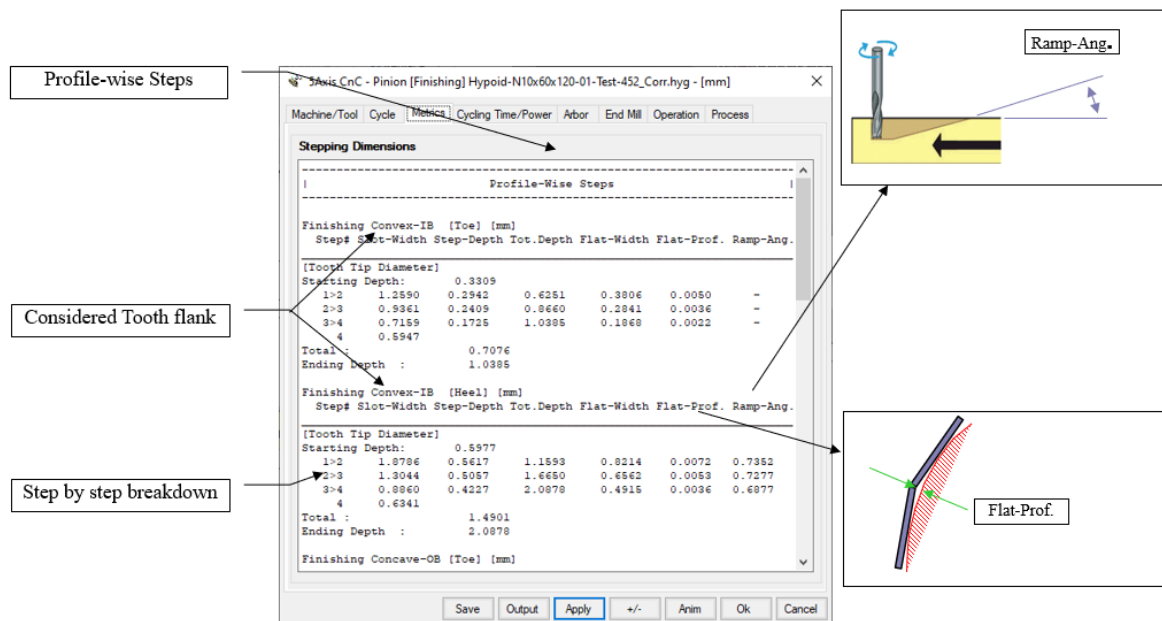 Profile-wise Steps
Considered Tooth flank
Step by step breakdown
5Axis CnC - Pinion [Finishing] Hypoid-N10x60x120-01-Test-452_Corr.hyg - [mm]
Machine/Tool Cycle Metrics Cycling Time/Power Arbor End Mill Operation Process
Stepping Dimensions
Profile-Wise Steps
Finishing Convex-IB [Toe] [mm]
Step# Slot-Width Step-Depth Tot.Depth Flat-Width Flat-Prof. Ramp-Ang.
[Tooth Tip Diameter]
Starting Depth: 0.3309
1>2 1.2590 0.2942 0.6251 0.3806 0.0050 -
2>3 0.9361 0.2409 0.8660 0.2841 0.0036 -
3>4 0.7159 0.1725 1.0385 0.1868 0.0022 -
4 0.5947
Total : 0.7076
Ending Depth : 1.0385
Finishing Convex-IB [Heel] [mm]
Step# Slot-Width Step-Depth Tot.Depth Flat-Width Flat-Prof. Ramp-Ang.
[Tooth Tip Diameter]
Starting Depth: 0.5977
1>2 1.8786 0.5617 1.1593 0.8214 0.0072 0.7352
2>3 1.3044 0.5057 1.6650 0.6562 0.0053 0.7277
3>4 0.8860 0.4227 2.0878 0.4915 0.0036 0.6877
4 0.6341
Total : 1.4901
Ending Depth : 2.0878
Finishing Concave-OB [Toe] [mm]
Save Output Apply +/- Anim Ok Cancel
Ramp-Ang.
Flat-Prof.